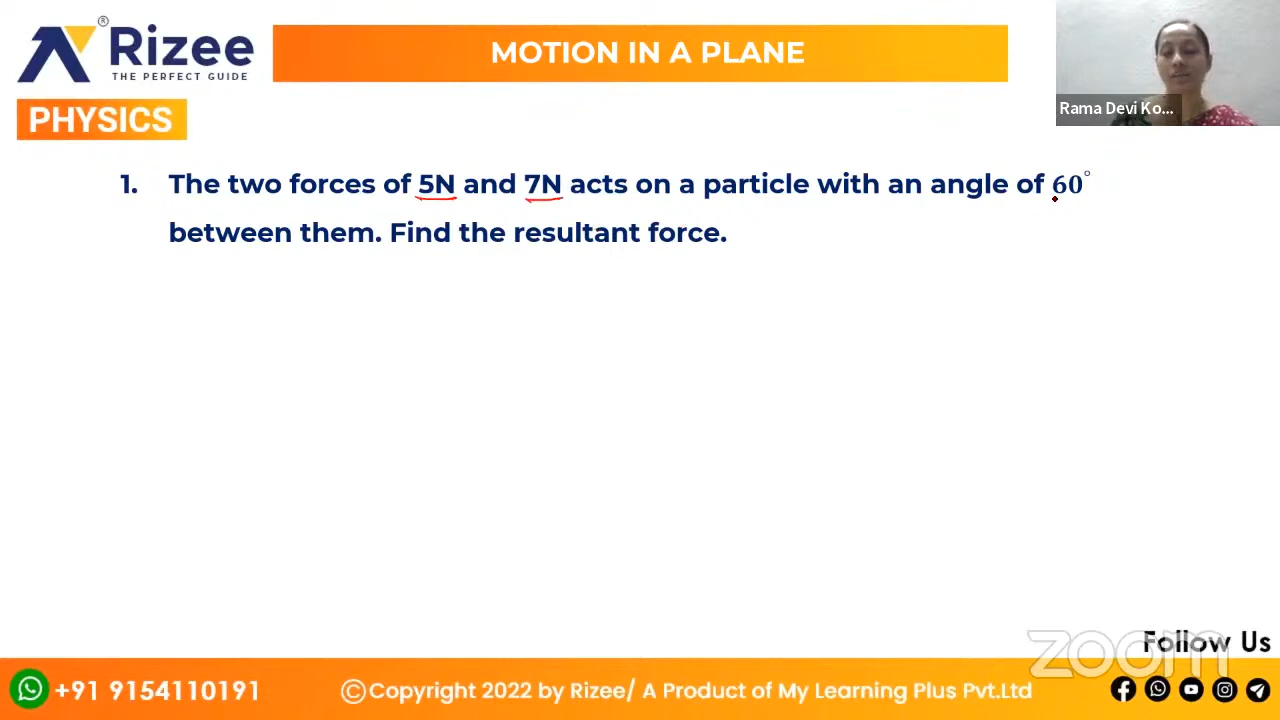 Rizee®
THE PERFECT GUIDE
MOTION IN A PLANE
Rama Devi Ko...
PHYSICS
1. The two forces of 5N and 7N acts on a particle with an angle of 60°
between them. Find the resultant force.
zoom
Follow Us
+91 9154110191
©Copyright 2022 by Rizee/ A Product of My Learning Plus Pvt.Ltd